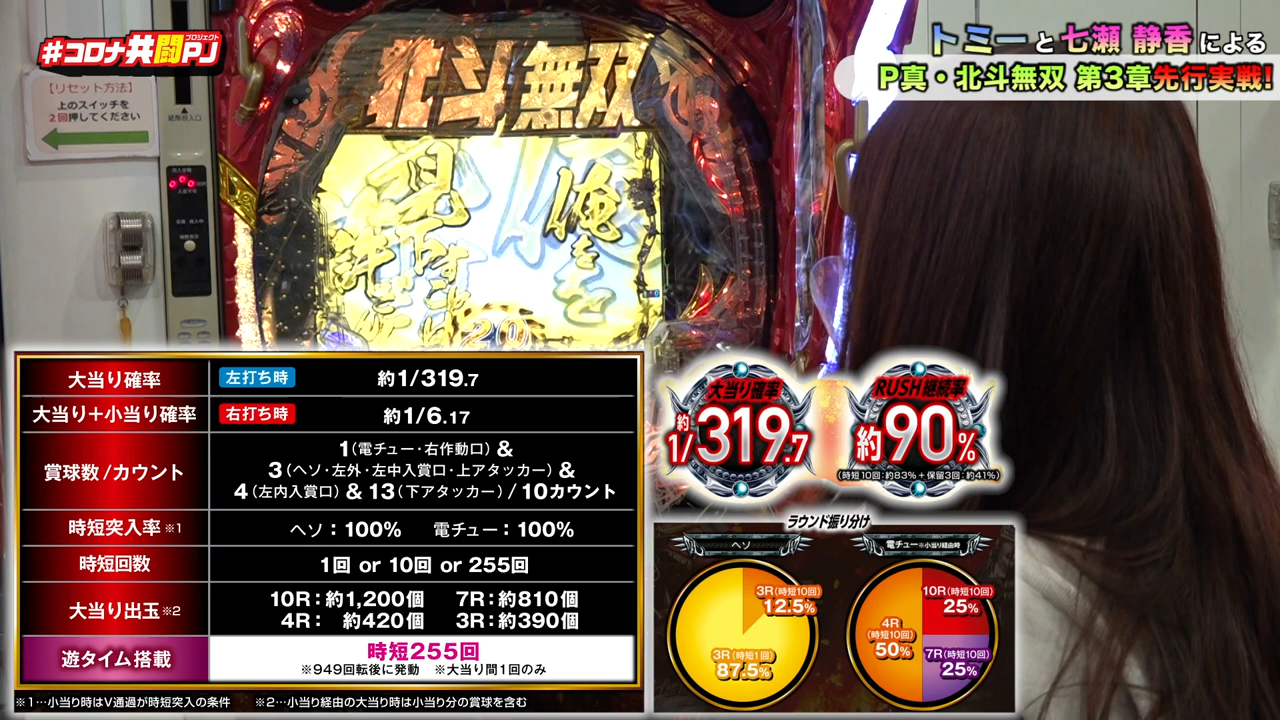 #コロナ共闘PJ
プロジェクト
トミーと七瀬 静香による
P真・北斗無双 第3章先行実戦!
【リセット方法】
上のスイッチを
2回押してください
紙幣投入口
北斗無双
俺を
見下すことは
許さ
20
大当り確率 左打ち時 約1/319.7
大当り+小当り確率 右打ち時 約1/6.17
賞球数/カウント
1(電チュー・右作動口)&
3(ヘソ・左外・左中入賞口・上アタッカー)&
4(左内入賞口)&13(下アタッカー)/10カウント
時短突入率※1 ヘソ:100% 電チュー:100%
時短回数 1回 or 10回 or 255回
大当り出玉※2
10R:約1,200個 7R:約810個
4R: 約420個 3R:約390個
遊タイム搭載 時短255回
※949回転後に発動 ※大当り間1回のみ
※1…小当り時はV通過が時短突入の条件 ※2…小当り経由の大当り時は小当り分の賞球を含む
大当り確率
約1/319.7
RUSH継続率
約90%
(時短10回:約83%+保留3回:約41%)
ラウンド振り分け
ヘソ
3R(時短10回)
12.5%
3R(時短1回)
87.5%
電チュー※小当り経由時
10R(時短10回)
25%
4R
(時短10回)
50%
7R(時短10回)
25%